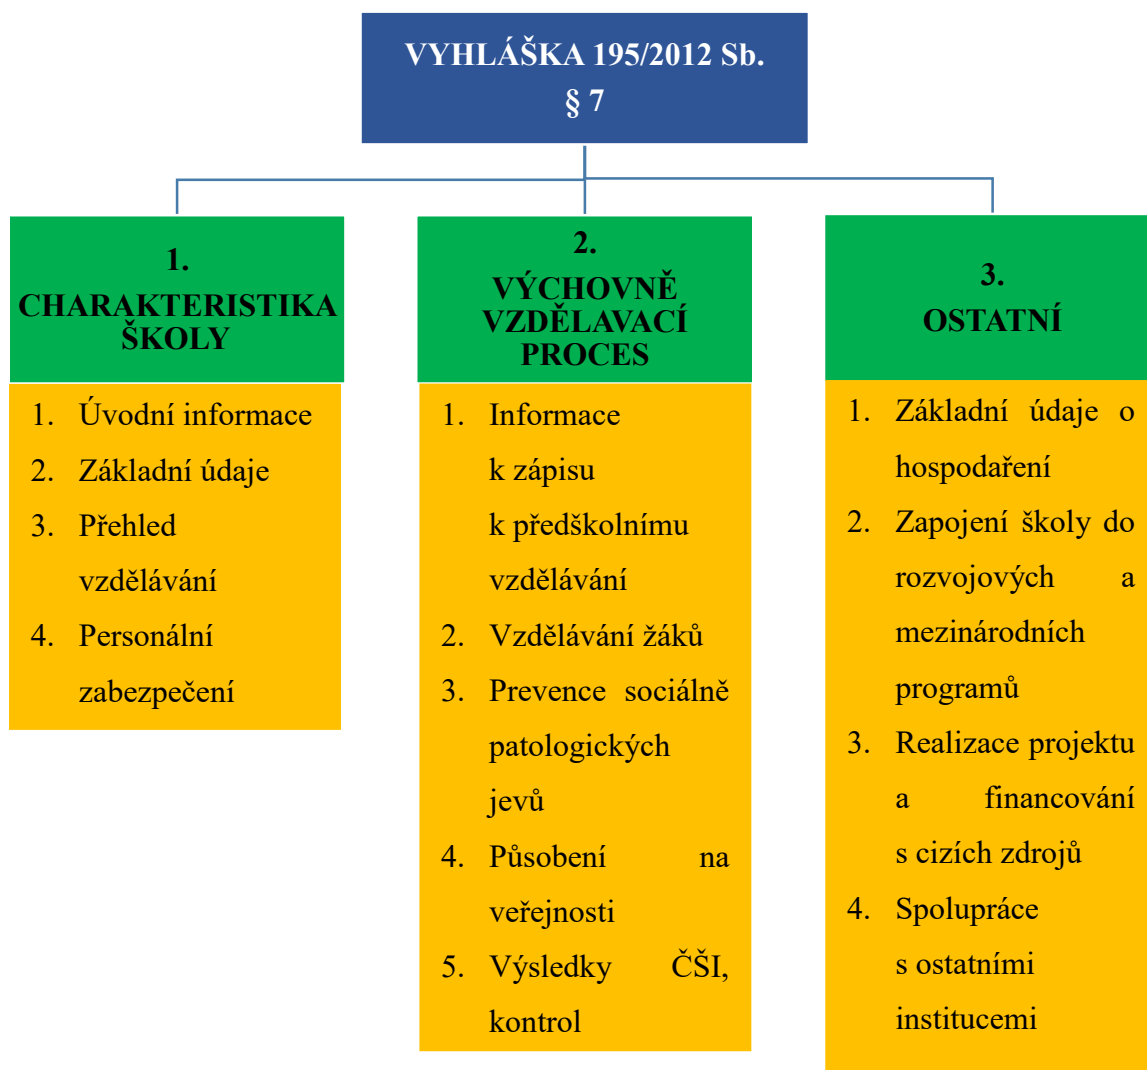 VYHLÁŠKA 195/2012 Sb.
§ 7
1.
CHARAKTERISTIKA
ŠKOLY
1. Úvodní informace
2. Základní údaje
3. Přehled
vzdělávání
4. Personální
zabezpečení
2.
VÝCHOVNĚ
VZDĚLAVACÍ
PROCES
1. Informace
k zápisu
k předškolnímu
vzdělávání
2. Vzdělávání žáků
3. Prevence sociálně
patologických
jevů
4. Působení na
veřejnosti
5. Výsledky ČŠI,
kontrol
3.
OSTATNÍ
1. Základní údaje o
hospodaření
2. Zapojení školy do
rozvojových a
mezinárodních
programů
3. Realizace projektu
a financování
s cizích zdrojů
4. Spolupráce
s ostatními
institucemi